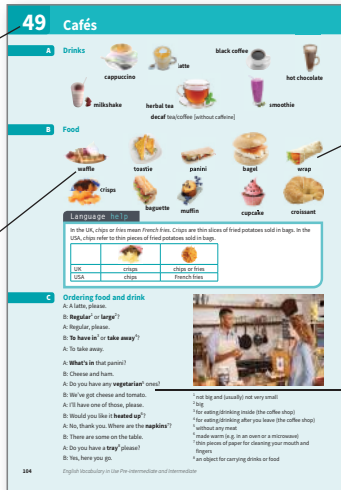 49 Cafés
A Drinks
cappuccino
latte
black coffee
hot chocolate
milkshake
herbal tea
smoothie
decaf tea/coffee [without caffeine]
B Food
waffle
toastie
panini
bagel
wrap
crisps
baguette
muffin
cupcake
croissant
Language help
In the UK, chips or fries mean French fries. Crisps are thin slices of fried potatoes sold in bags. In the
USA, chips refer to thin pieces of fried potatoes sold in bags.
UK crisps chips or fries
USA chips French fries
C Ordering food and drink
A: A latte, please.
B: Regular¹ or large²?
A: Regular, please.
B: To have in³ or take away⁴?
A: To take away.
A: What's in that panini?
B: Cheese and ham.
A: Do you have any vegetarian⁵ ones?
B: We've got cheese and tomato.
A: I'll have one of those, please.
B: Would you like it heated up⁶?
A: No, thank you. Where are the napkins⁷?
B: There are some on the table.
A: Do you have a tray⁸ please?
B: Yes, here you go.
¹ not big and (usually) not very small
² big
³ for eating/drinking inside (the coffee shop)
⁴ for eating/drinking after you leave (the coffee shop)
⁵ without any meat
⁶ made warm (e.g. in an oven or a microwave)
⁷ thin pieces of paper for cleaning your mouth and
fingers
⁸ an object for carrying drinks or food
104 English Vocabulary in Use Pre-intermediate and Intermediate